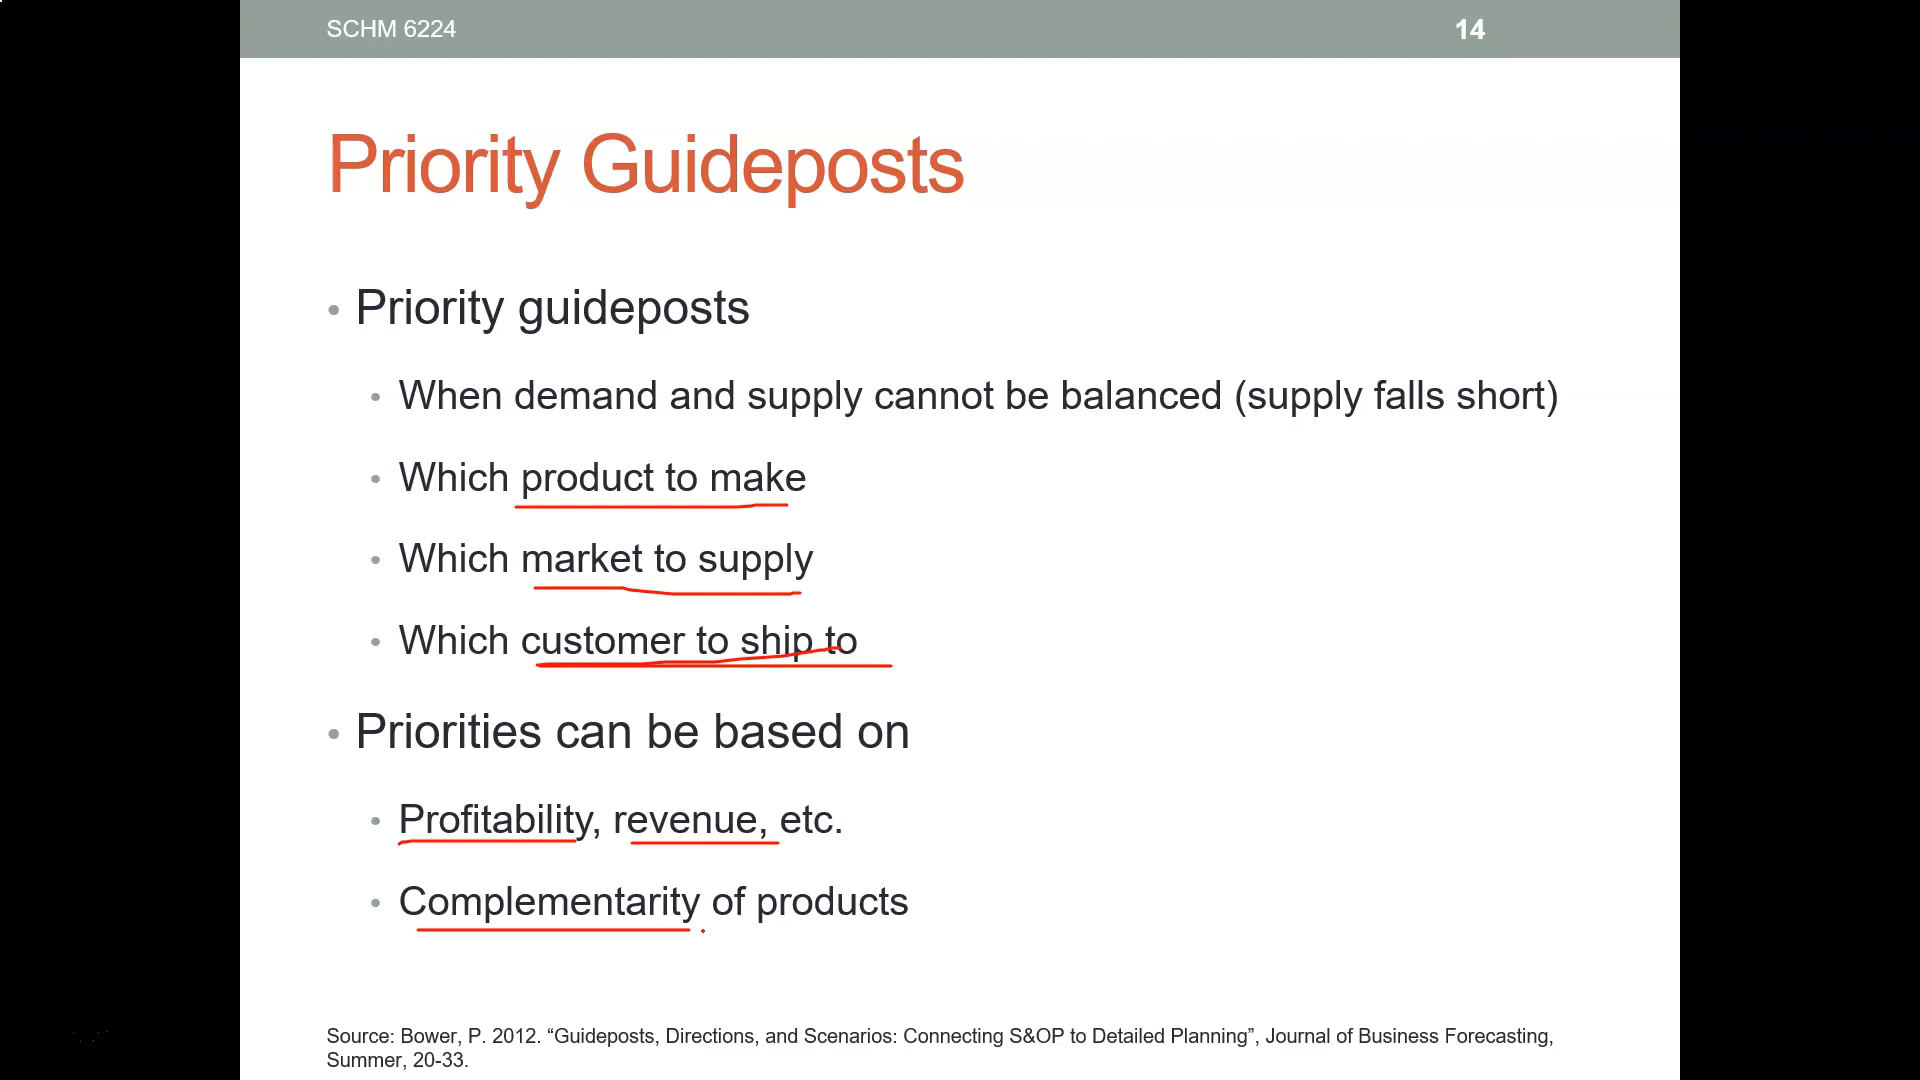 SCHM 6224
14
Priority Guideposts
• Priority guideposts
• When demand and supply cannot be balanced (supply falls short)
• Which product to make
• Which market to supply
• Which customer to ship to
• Priorities can be based on
• Profitability, revenue, etc.
• Complementarity of products
Source: Bower, P. 2012. “Guideposts, Directions, and Scenarios: Connecting S&OP to Detailed Planning”, Journal of Business Forecasting,
Summer, 20-33.